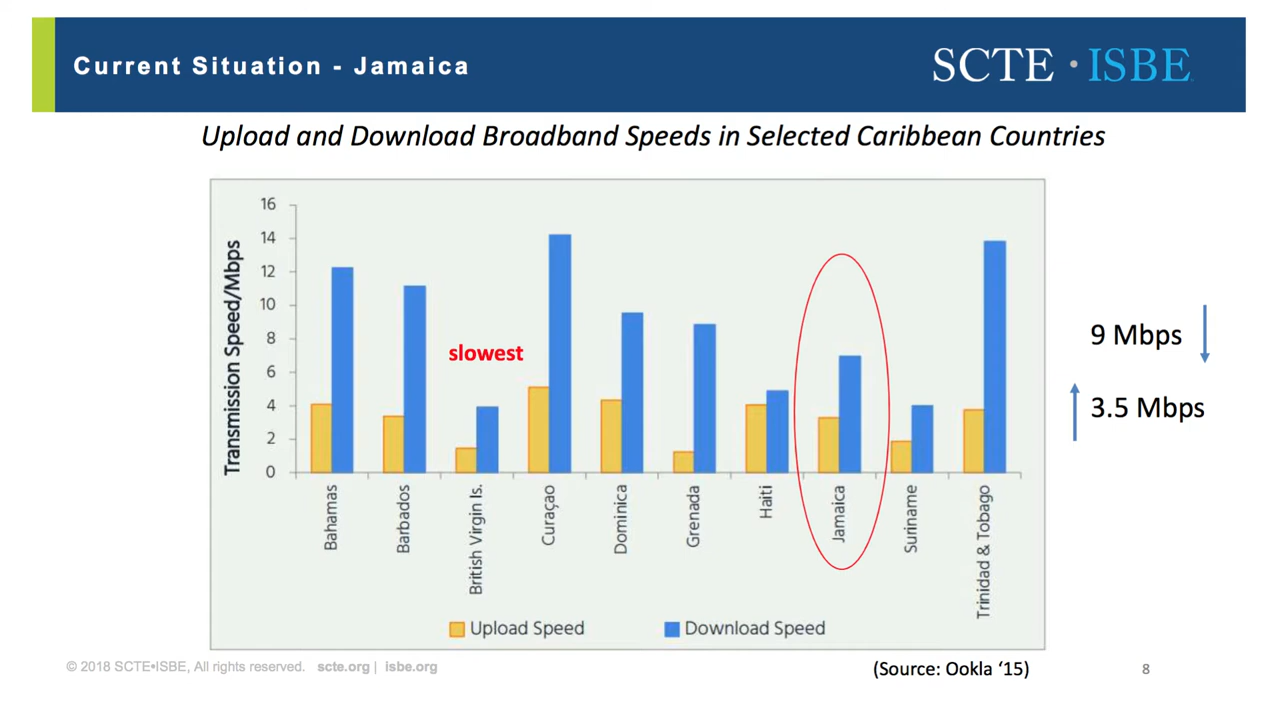 Current Situation - Jamaica
SCTE · ISBE
Upload and Download Broadband Speeds in Selected Caribbean Countries
Transmission Speed/Mbps
16
14
12
10
8
6
4
2
0
slowest
9 Mbps
3.5 Mbps
Bahamas
Barbados
British Virgin Is.
Curaçao
Dominica
Grenada
Haiti
Jamaica
Suriname
Trinidad & Tobago
Upload Speed
Download Speed
© 2018 SCTE•ISBE, All rights reserved. scte.org | isbe.org
(Source: Ookla ‘15)
8